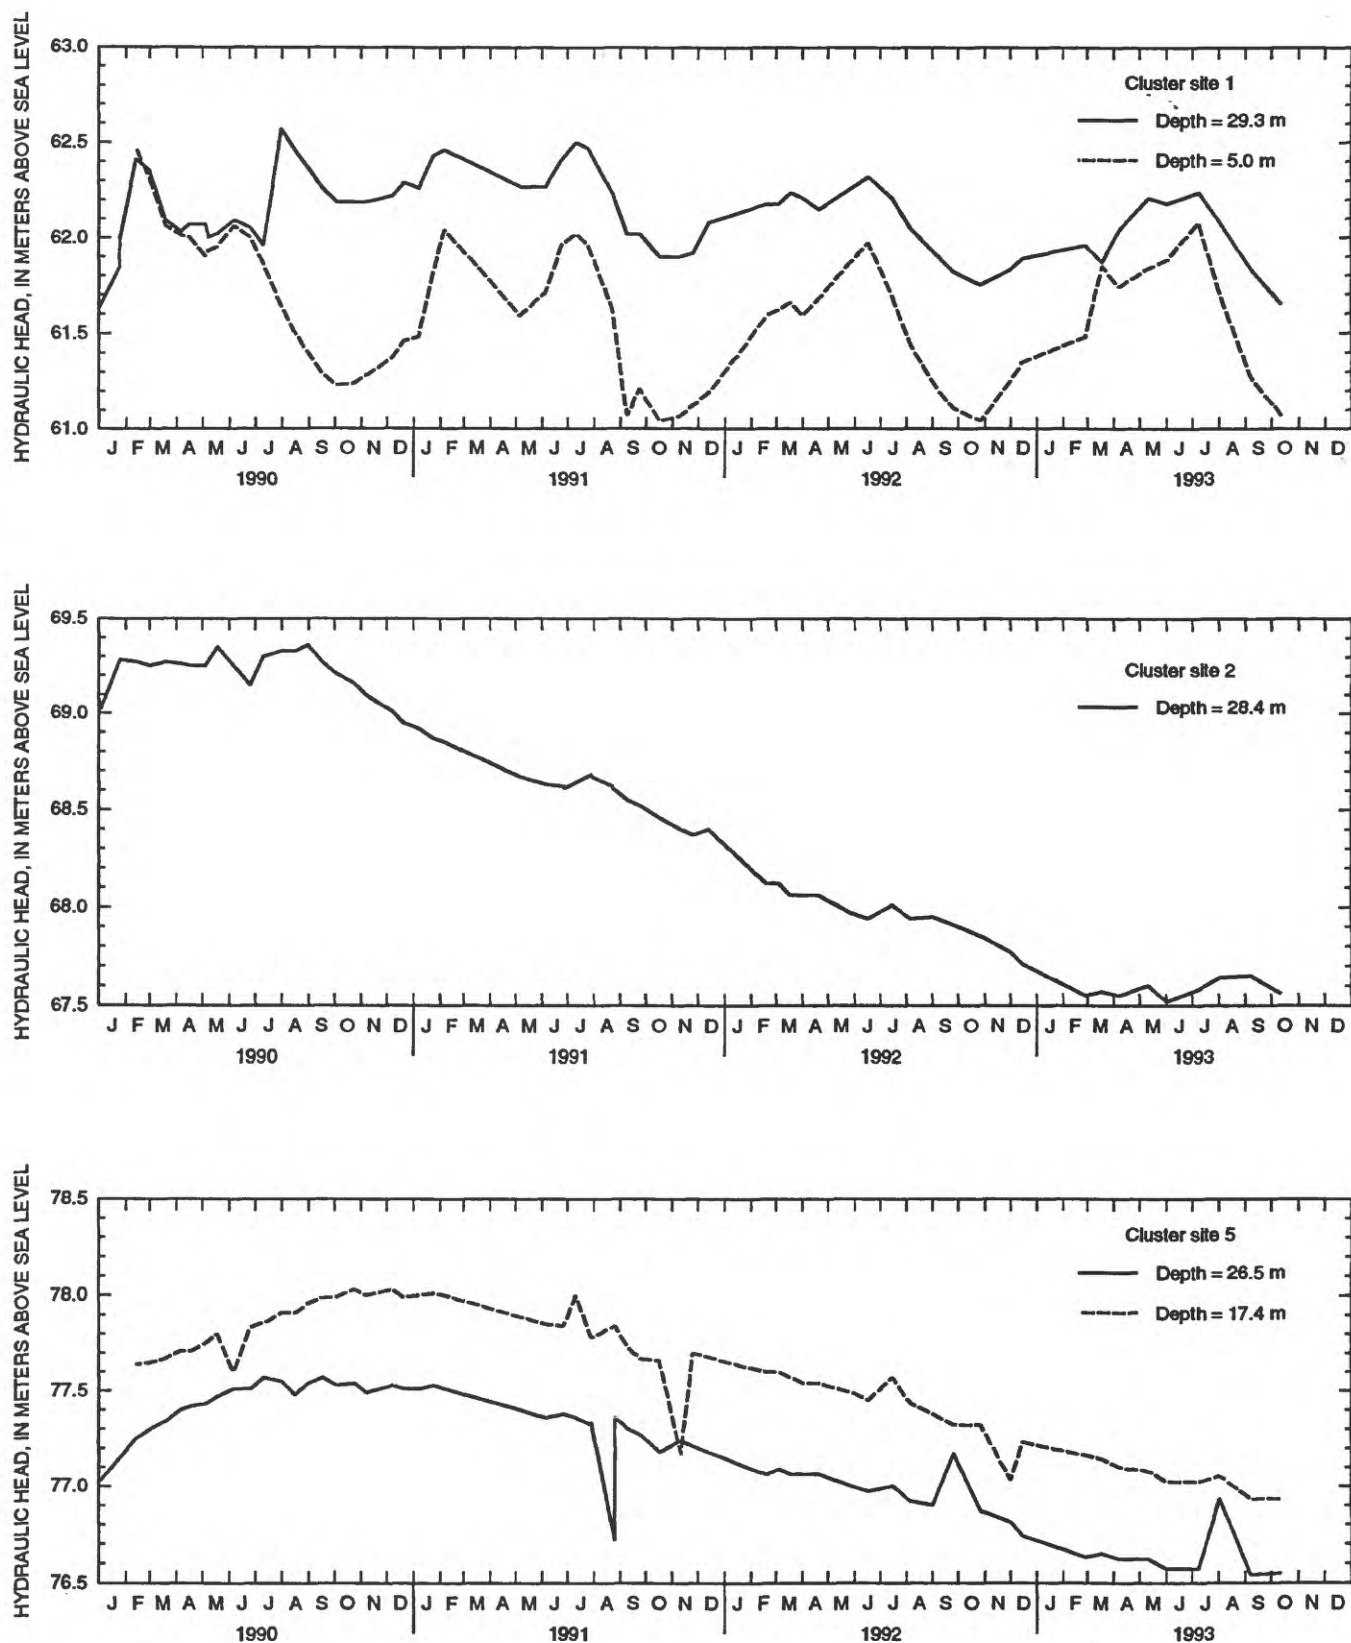 HYDRAULIC HEAD, IN METERS ABOVE SEA LEVEL
63.0
62.5
62.0
61.5
61.0
Cluster site 1
Depth = 29.3 m
Depth = 5.0 m
J F M A M J J A S O N D J F M A M J J A S O N D J F M A M J J A S O N D J F M A M J J A S O N D
1990 1991 1992 1993
HYDRAULIC HEAD, IN METERS ABOVE SEA LEVEL
69.5
69.0
68.5
68.0
67.5
Cluster site 2
Depth = 28.4 m
J F M A M J J A S O N D J F M A M J J A S O N D J F M A M J J A S O N D J F M A M J J A S O N D
1990 1991 1992 1993
HYDRAULIC HEAD, IN METERS ABOVE SEA LEVEL
78.5
78.0
77.5
77.0
76.5
Cluster site 5
Depth = 26.5 m
Depth = 17.4 m
J F M A M J J A S O N D J F M A M J J A S O N D J F M A M J J A S O N D J F M A M J J A S O N D
1990 1991 1992 1993